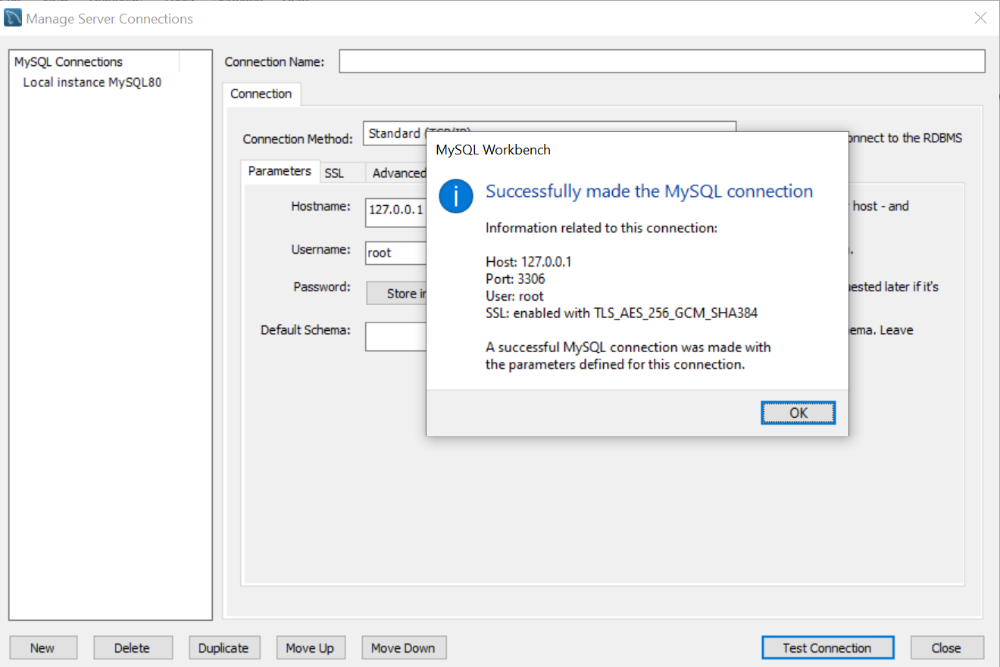 Manage Server Connections
MySQL Connections
Local instance MySQL80
Connection Name:
Connection
Connection Method:
Standard (TCP/IP)
onnect to the RDBMS
Parameters
SSL
Advanced
Hostname:
127.0.0.1
host - and
Username:
root
Password:
Store in
uested later if it's
Default Schema:
ema. Leave
MySQL Workbench
Successfully made the MySQL connection
Information related to this connection:
Host: 127.0.0.1
Port: 3306
User: root
SSL: enabled with TLS_AES_256_GCM_SHA384
A successful MySQL connection was made with
the parameters defined for this connection.
OK
New
Delete
Duplicate
Move Up
Move Down
Test Connection
Close